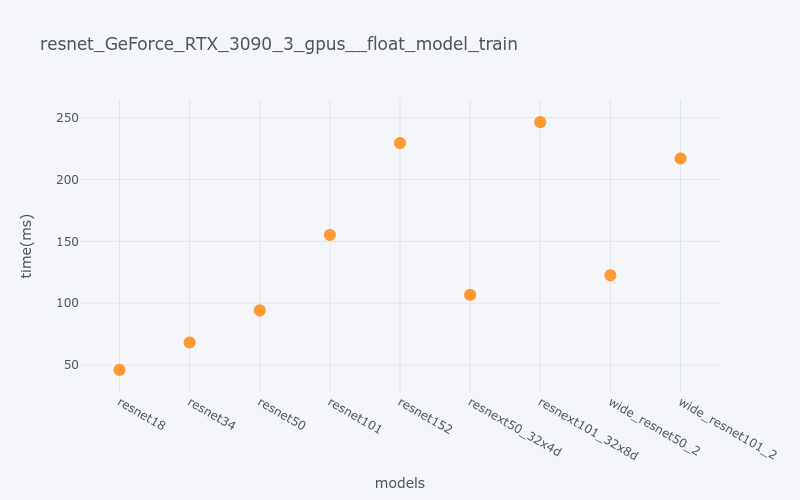 resnet_GeForce_RTX_3090_3_gpus__float_model_train
250
200
150
100
50
time(ms)
resnet18
resnet34
resnet50
resnet101
resnet152
resnext50_32x4d
resnext101_32x8d
wide_resnet50_2
wide_resnet101_2
models